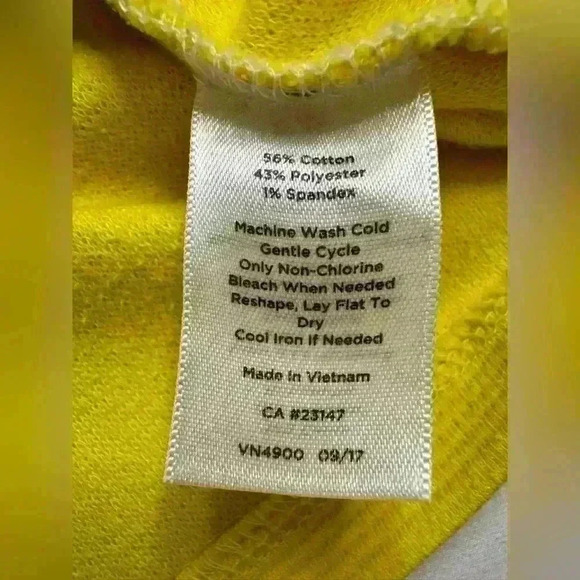 56% Cotton
43% Polyester
1% Spandex
Machine Wash Cold
Gentle Cycle
Only Non-Chlorine
Bleach When Needed
Reshape, Lay Flat To
Dry
Cool Iron If Needed
Made In Vietnam
CA #23147
VN4900 09/17